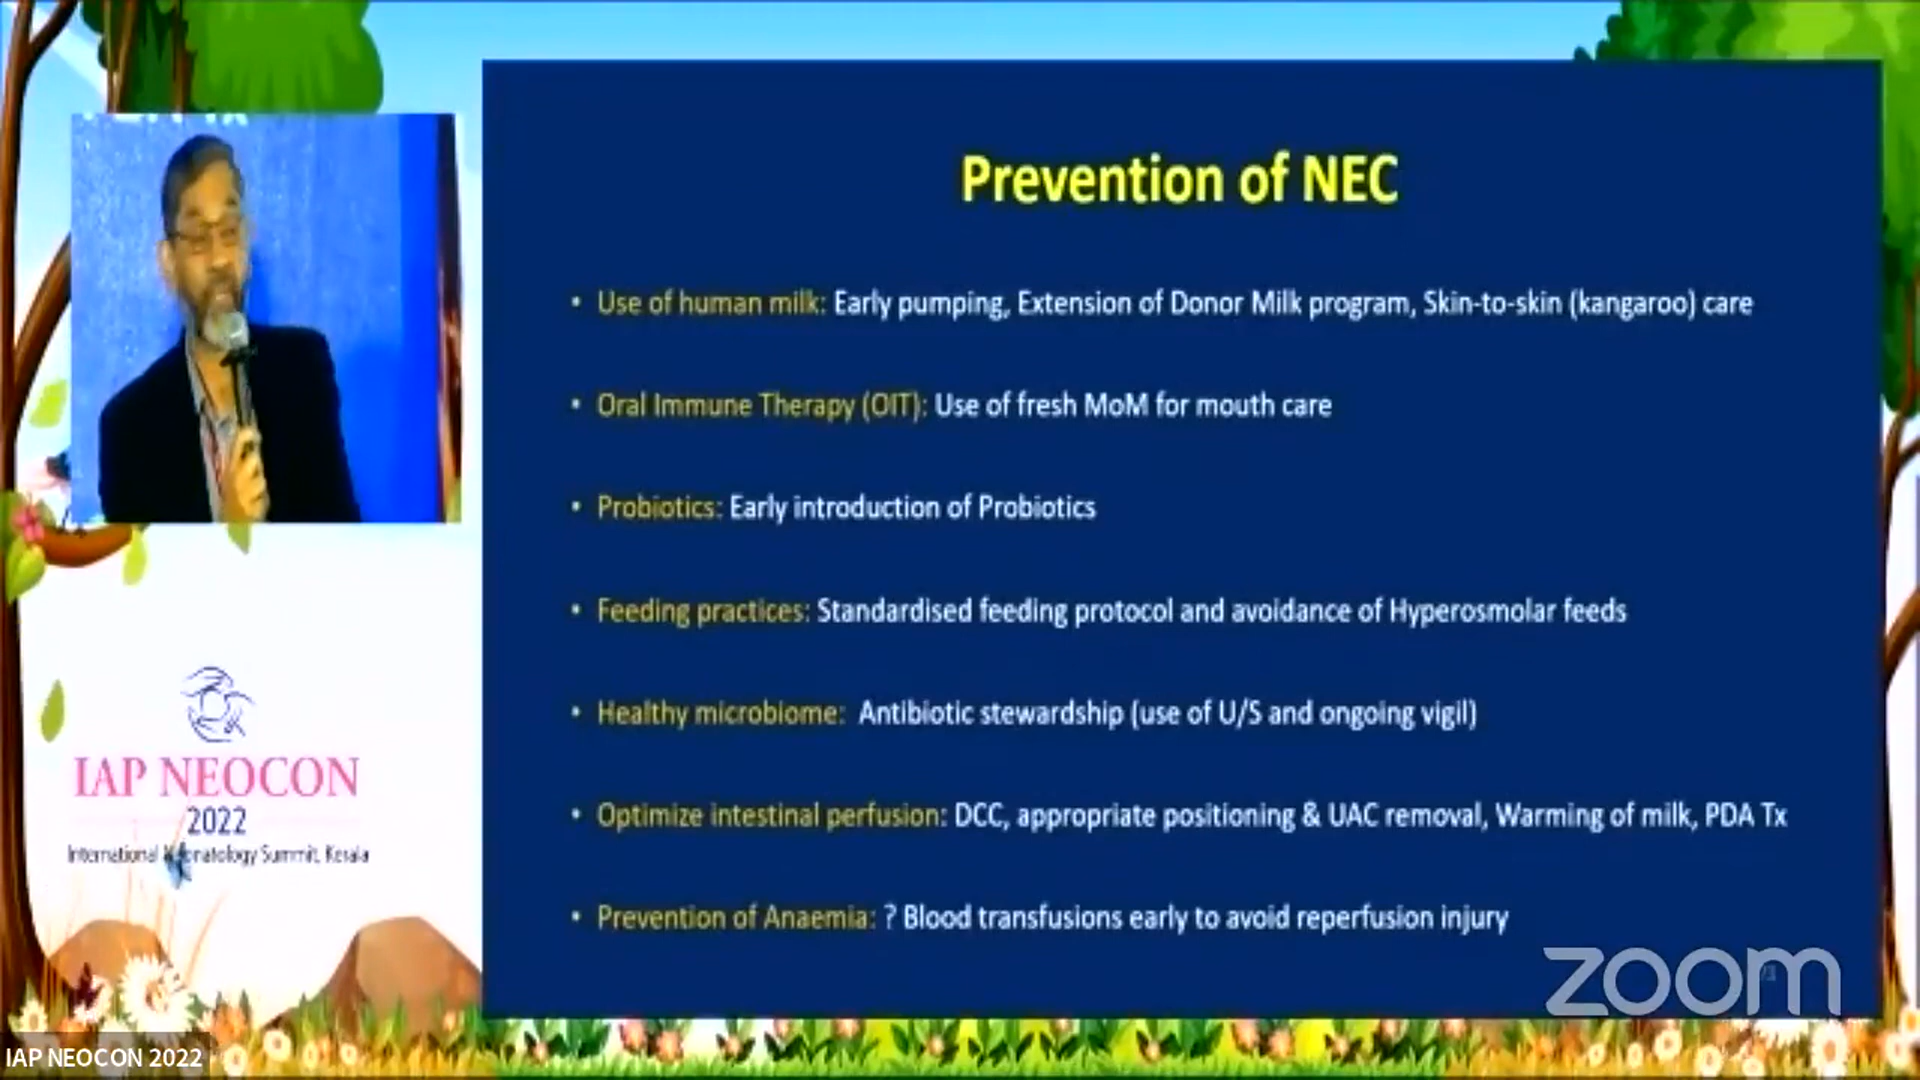 Prevention of NEC
• Use of human milk: Early pumping, Extension of Donor Milk program, Skin-to-skin (kangaroo) care
• Oral Immune Therapy (OIT): Use of fresh MoM for mouth care
• Probiotics: Early introduction of Probiotics
• Feeding practices: Standardised feeding protocol and avoidance of Hyperosmolar feeds
• Healthy microbiome: Antibiotic stewardship (use of U/S and ongoing vigil)
• Optimize intestinal perfusion: DCC, appropriate positioning & UAC removal, Warming of milk, PDA Tx
• Prevention of Anaemia: ? Blood transfusions early to avoid reperfusion injury
IAP NEOCON
2022
International Neonatology Summit, Kerala
zoom
IAP NEOCON 2022